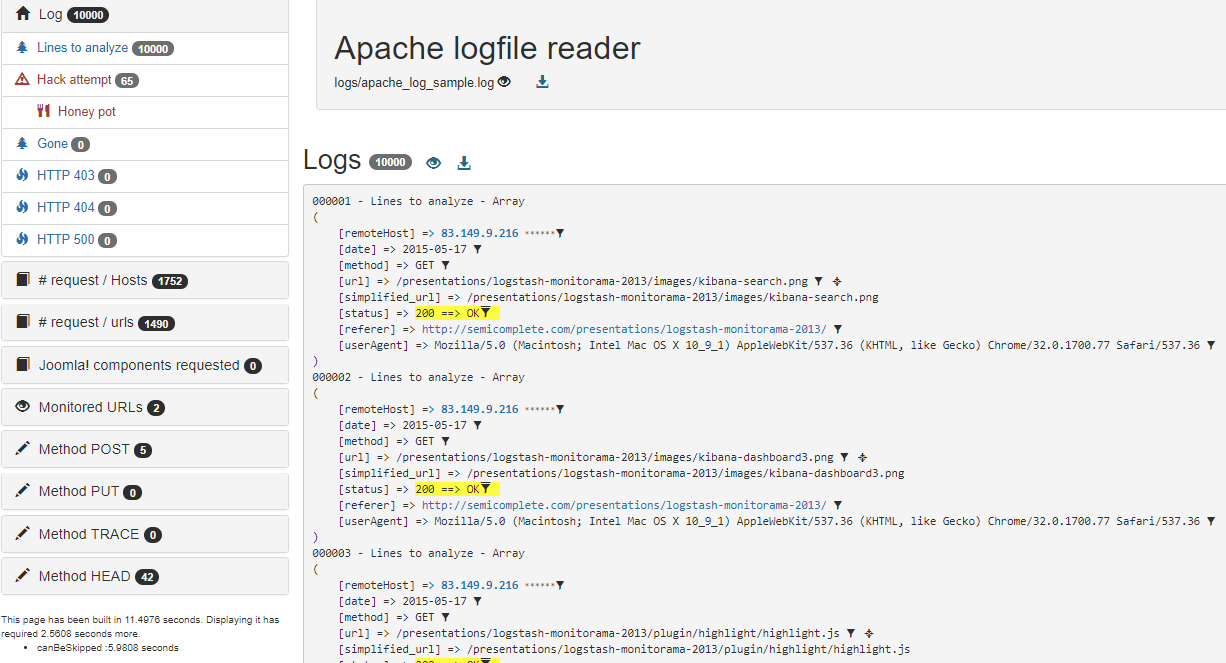 Log 10000
Lines to analyze 10000
Hack attempt 65
Honey pot
Gone 0
HTTP 403 0
HTTP 404 0
HTTP 500 0
# request / Hosts 1752
# request / urls 1490
Joomla! components requested 0
Monitored URLs 2
Method POST 5
Method PUT 0
Method TRACE 0
Method HEAD 42
This page has been built in 11.4976 seconds. Displaying it has
required 2.5608 seconds more.
• canBeSkipped :5.9808 seconds
Apache logfile reader
logs/apache_log_sample.log
Logs 10000
000001 - Lines to analyze - Array
(
[remoteHost] => 83.149.9.216 ******
[date] => 2015-05-17
[method] => GET
[url] => /presentations/logstash-monitorama-2013/images/kibana-search.png
[simplified_url] => /presentations/logstash-monitorama-2013/images/kibana-search.png
[status] => 200 ==> OK
[referer] => http://semicomplete.com/presentations/logstash-monitorama-2013/
[userAgent] => Mozilla/5.0 (Macintosh; Intel Mac OS X 10_9_1) AppleWebKit/537.36 (KHTML, like Gecko) Chrome/32.0.1700.77 Safari/537.36
)
000002 - Lines to analyze - Array
(
[remoteHost] => 83.149.9.216 ******
[date] => 2015-05-17
[method] => GET
[url] => /presentations/logstash-monitorama-2013/images/kibana-dashboard3.png
[simplified_url] => /presentations/logstash-monitorama-2013/images/kibana-dashboard3.png
[status] => 200 ==> OK
[referer] => http://semicomplete.com/presentations/logstash-monitorama-2013/
[userAgent] => Mozilla/5.0 (Macintosh; Intel Mac OS X 10_9_1) AppleWebKit/537.36 (KHTML, like Gecko) Chrome/32.0.1700.77 Safari/537.36
)
000003 - Lines to analyze - Array
(
[remoteHost] => 83.149.9.216 ******
[date] => 2015-05-17
[method] => GET
[url] => /presentations/logstash-monitorama-2013/plugin/highlight/highlight.js
[simplified_url] => /presentations/logstash-monitorama-2013/plugin/highlight/highlight.js